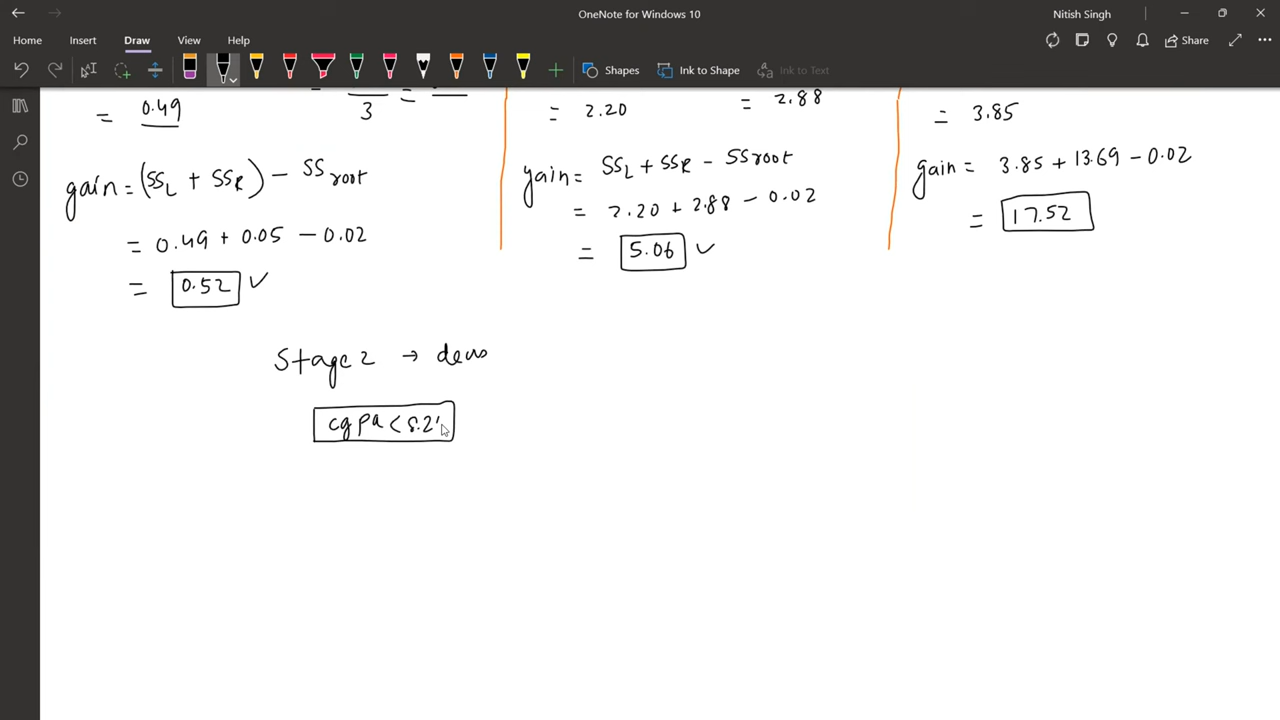 OneNote for Windows 10
Nitish Singh
Home Insert Draw View Help
Share
Shapes
Ink to Shape
Ink to Text
= 0.49
= 3 =
gain = (SSL + SSR) - SSroot
= 0.49 + 0.05 - 0.02
= 0.52 ✓
= 2.20
= 2.88
gain = SSL + SSR - SSroot
= 2.20 + 2.88 - 0.02
= 5.06 ✓
= 3.85
gain = 3.85 + 13.69 - 0.02
= 17.52
Stage 2 →
cgpa <